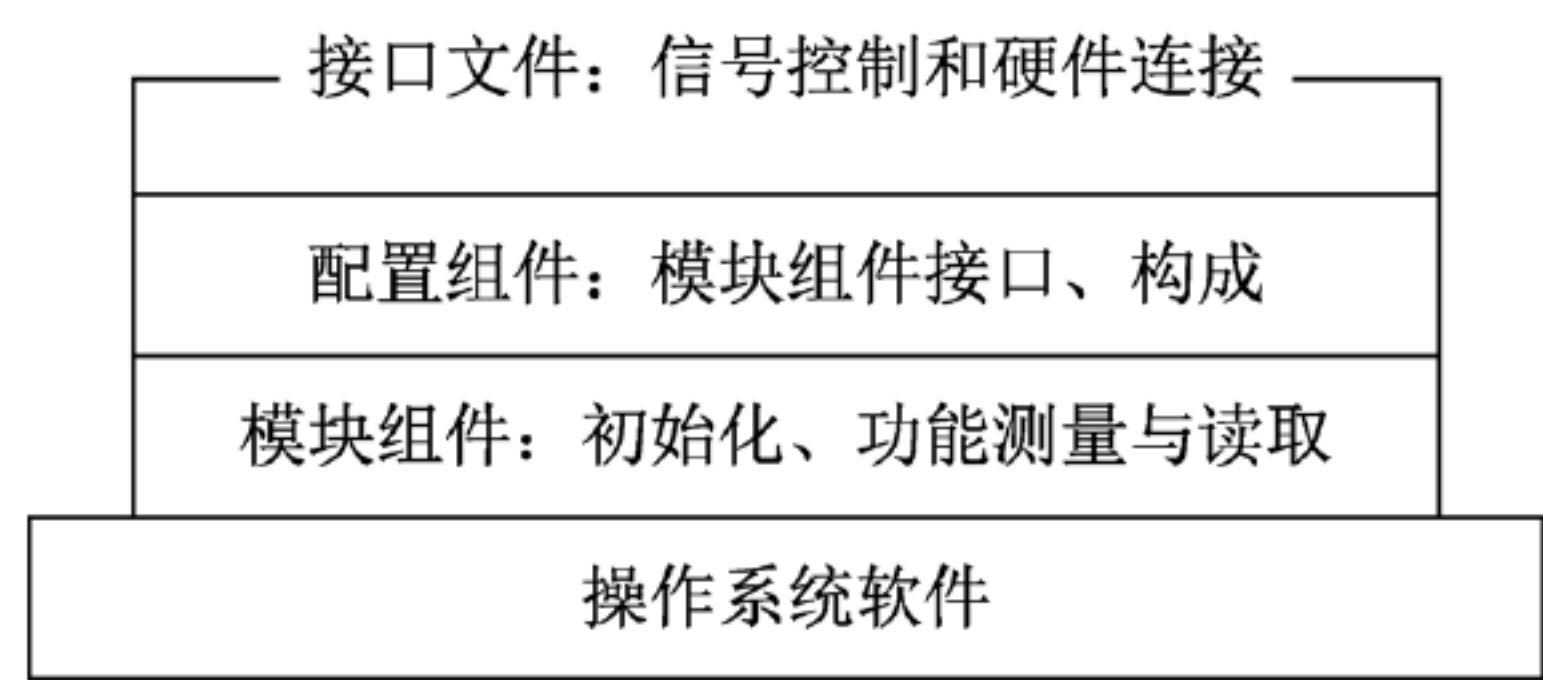 接口文件：信号控制和硬件连接
配置组件：模块组件接口、构成
模块组件：初始化、功能测量与读取
操作系统软件